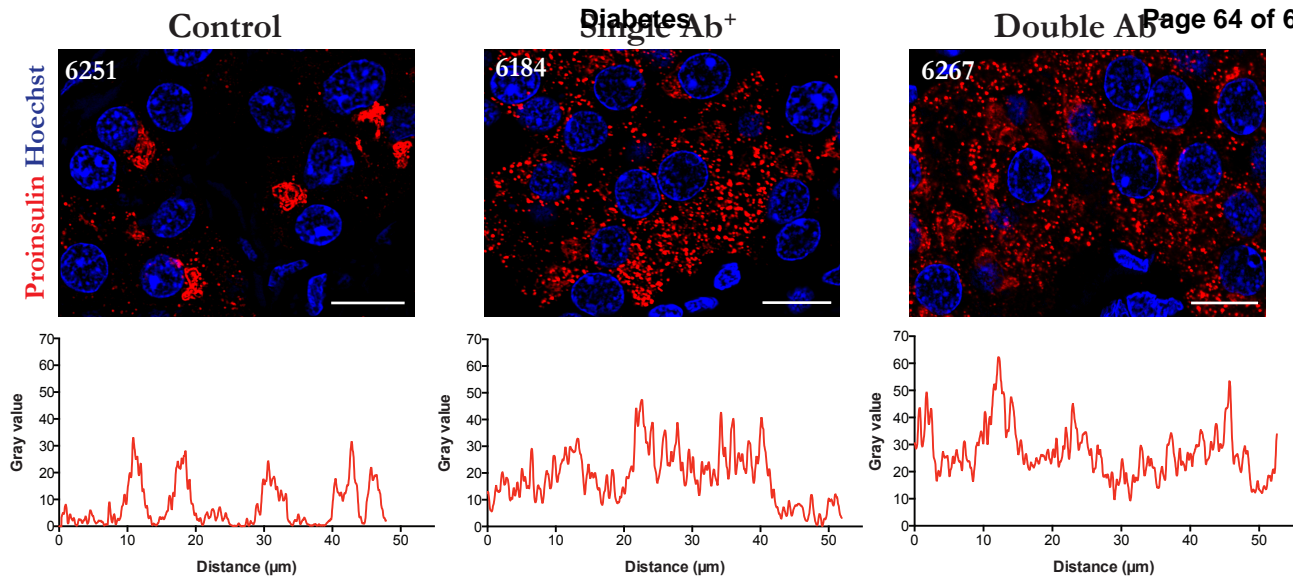 Diabetes
Page 64 of 6
Control
Single Ab+
Double Ab
Proinsulin Hoechst
6251
6184
6267
70
60
50
40
30
20
10
0
Gray value
0 10 20 30 40 50
Distance (µm)
70
60
50
40
30
20
10
0
Gray value
0 10 20 30 40 50
Distance (µm)
70
60
50
40
30
20
10
0
Gray value
0 10 20 30 40 50
Distance (µm)